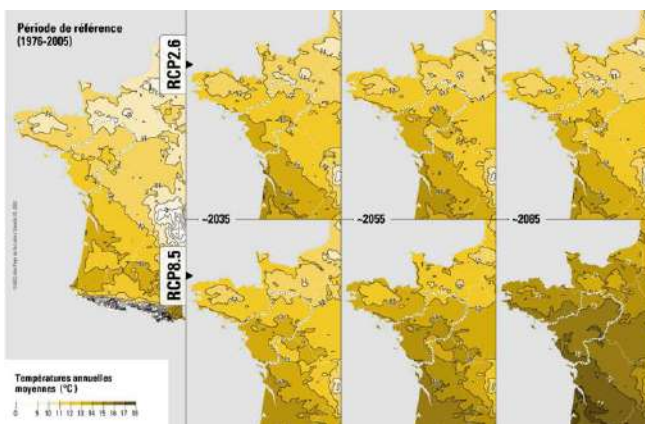 Période de référence
(1976-2005)
RCP2.6
~2035
~2055
~2085
RCP8.5
Températures annuelles
moyennes (°C)
0 9 10 11 12 13 14 15 16 17 18